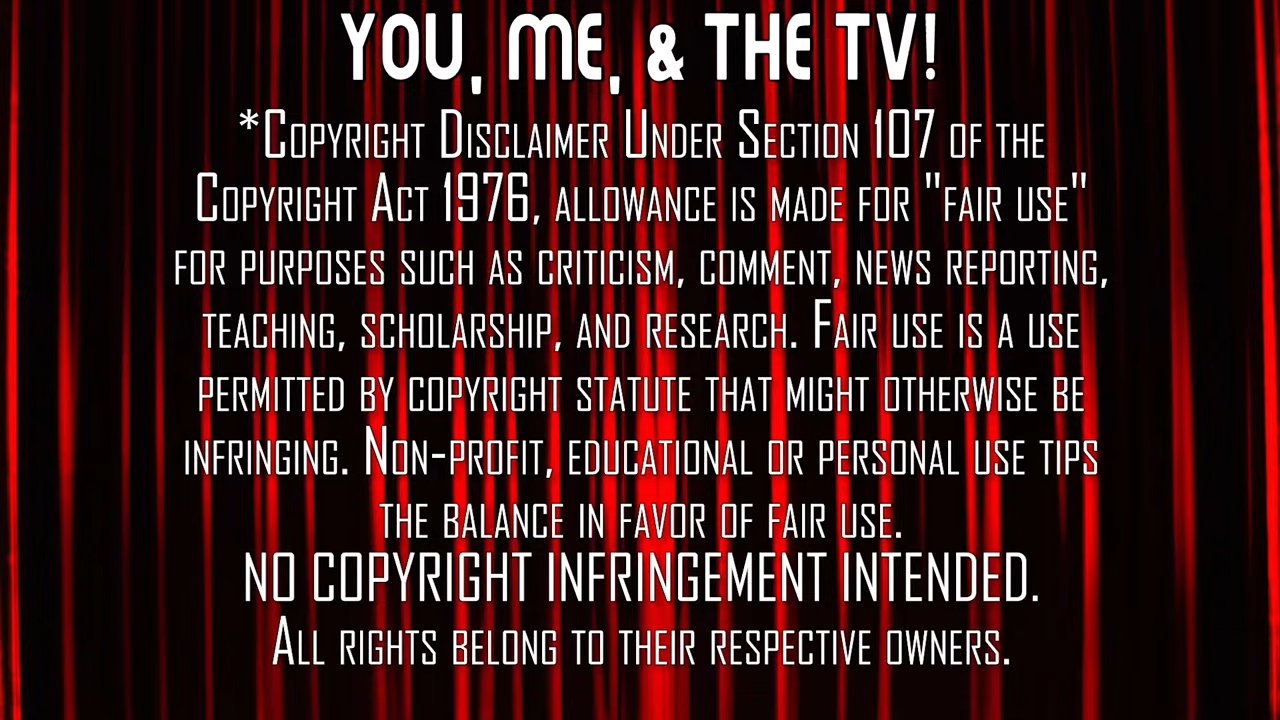 YOU, ME, & THE TV!
*Copyright Disclaimer Under Section 107 of the
Copyright Act 1976, allowance is made for "fair use"
for purposes such as criticism, comment, news reporting,
teaching, scholarship, and research. Fair use is a use
permitted by copyright statute that might otherwise be
infringing. Non-profit, educational or personal use tips
the balance in favor of fair use.
NO COPYRIGHT INFRINGEMENT INTENDED.
All rights belong to their respective owners.